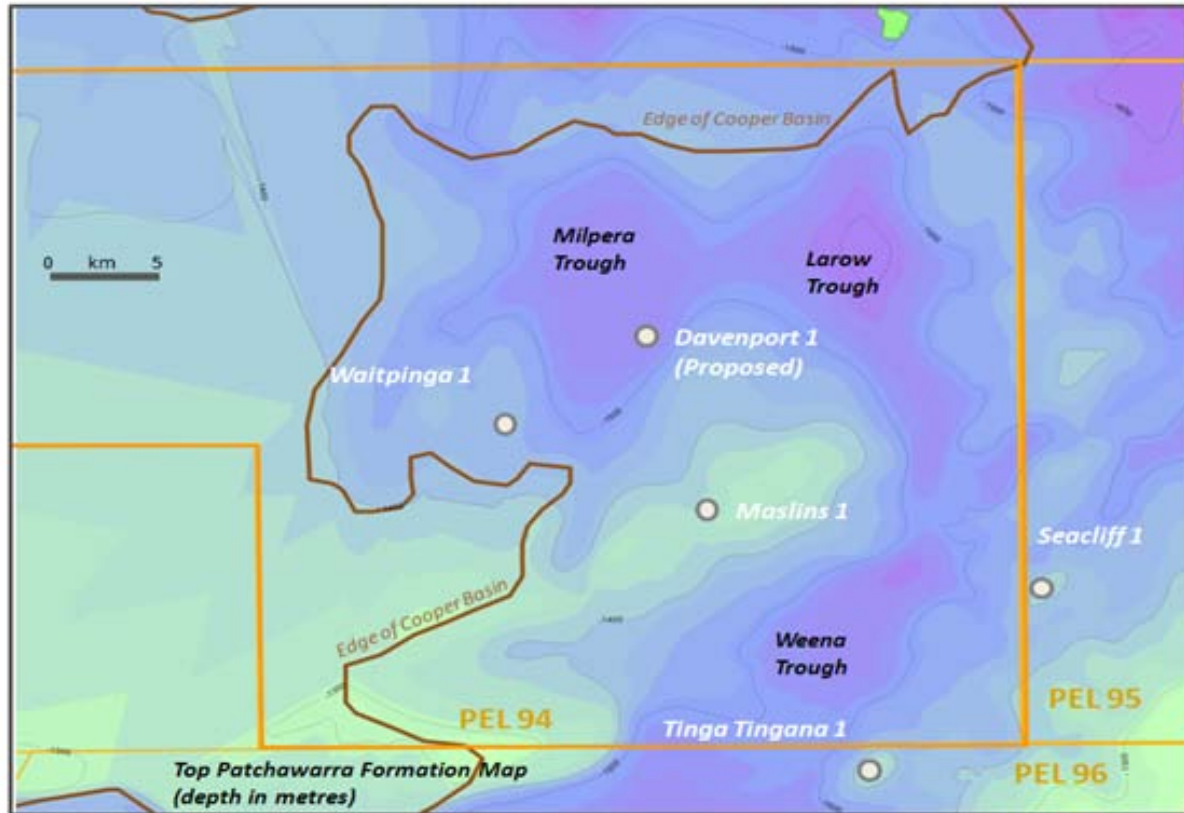 Edge of Cooper Basin
0 km 5
Milpera
Trough
Larow
Trough
Davenport 1
(Proposed)
Waitpinga 1
Maslins 1
Seacliff 1
Edge of Cooper Basin
Weena
Trough
PEL 94
Tinga Tingana 1
PEL 95
PEL 96
Top Patchawarra Formation Map
(depth in metres)